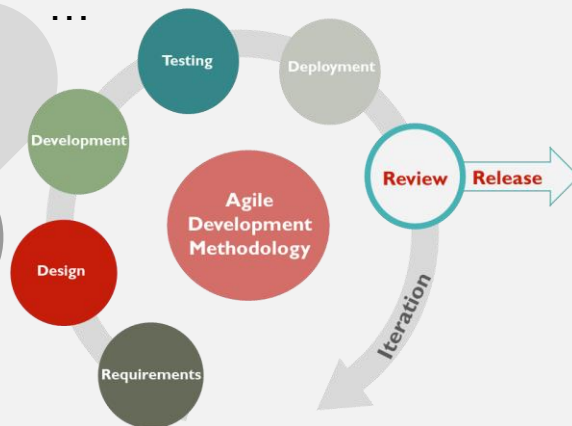 ...
Testing
Deployment
Development
Review
Release
Agile
Development
Methodology
Design
Iteration
Requirements